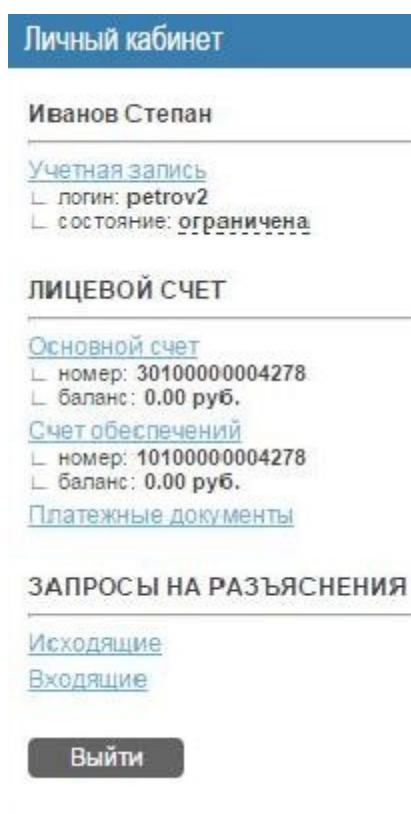 Личный кабинет
Иванов Степан
Учетная запись
логин: petrov2
состояние: ограничена
ЛИЦЕВОЙ СЧЕТ
Основной счет
номер: 30100000004278
баланс: 0.00 руб.
Счет обеспечений
номер: 10100000004278
баланс: 0.00 руб.
Платежные документы
ЗАПРОСЫ НА РАЗЪЯСНЕНИЯ
Исходящие
Входящие
Выйти